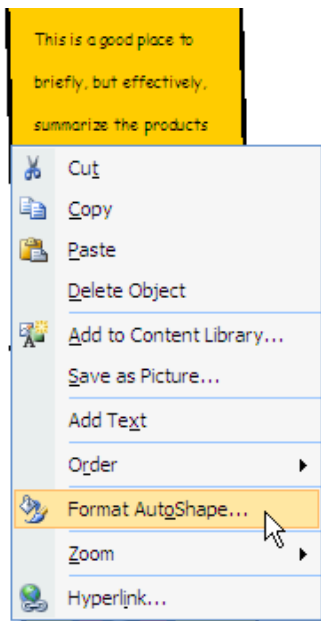 This is a good place to
briefly, but effectively,
summarize the products
Cut
Copy
Paste
Delete Object
Add to Content Library...
Save as Picture...
Add Text
Order
Format AutoShape...
Zoom
Hyperlink...